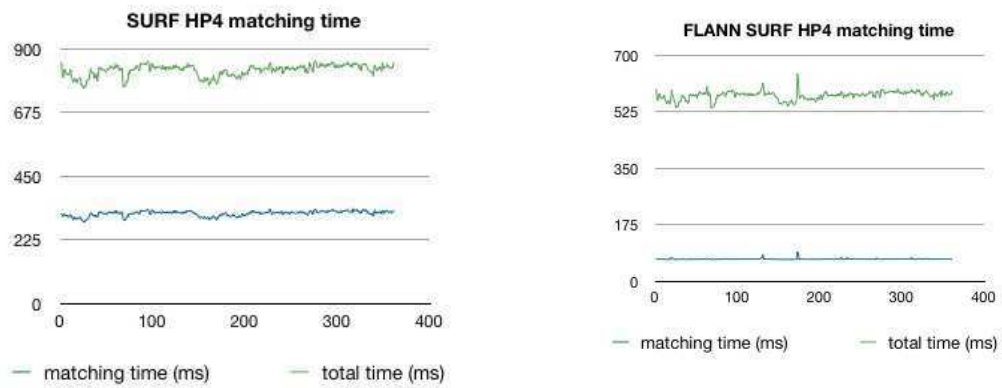 SURF HP4 matching time
900
675
450
225
0
0 100 200 300 400
matching time (ms) total time (ms)
FLANN SURF HP4 matching time
700
525
350
175
0
0 100 200 300 400
matching time (ms) total time (ms)